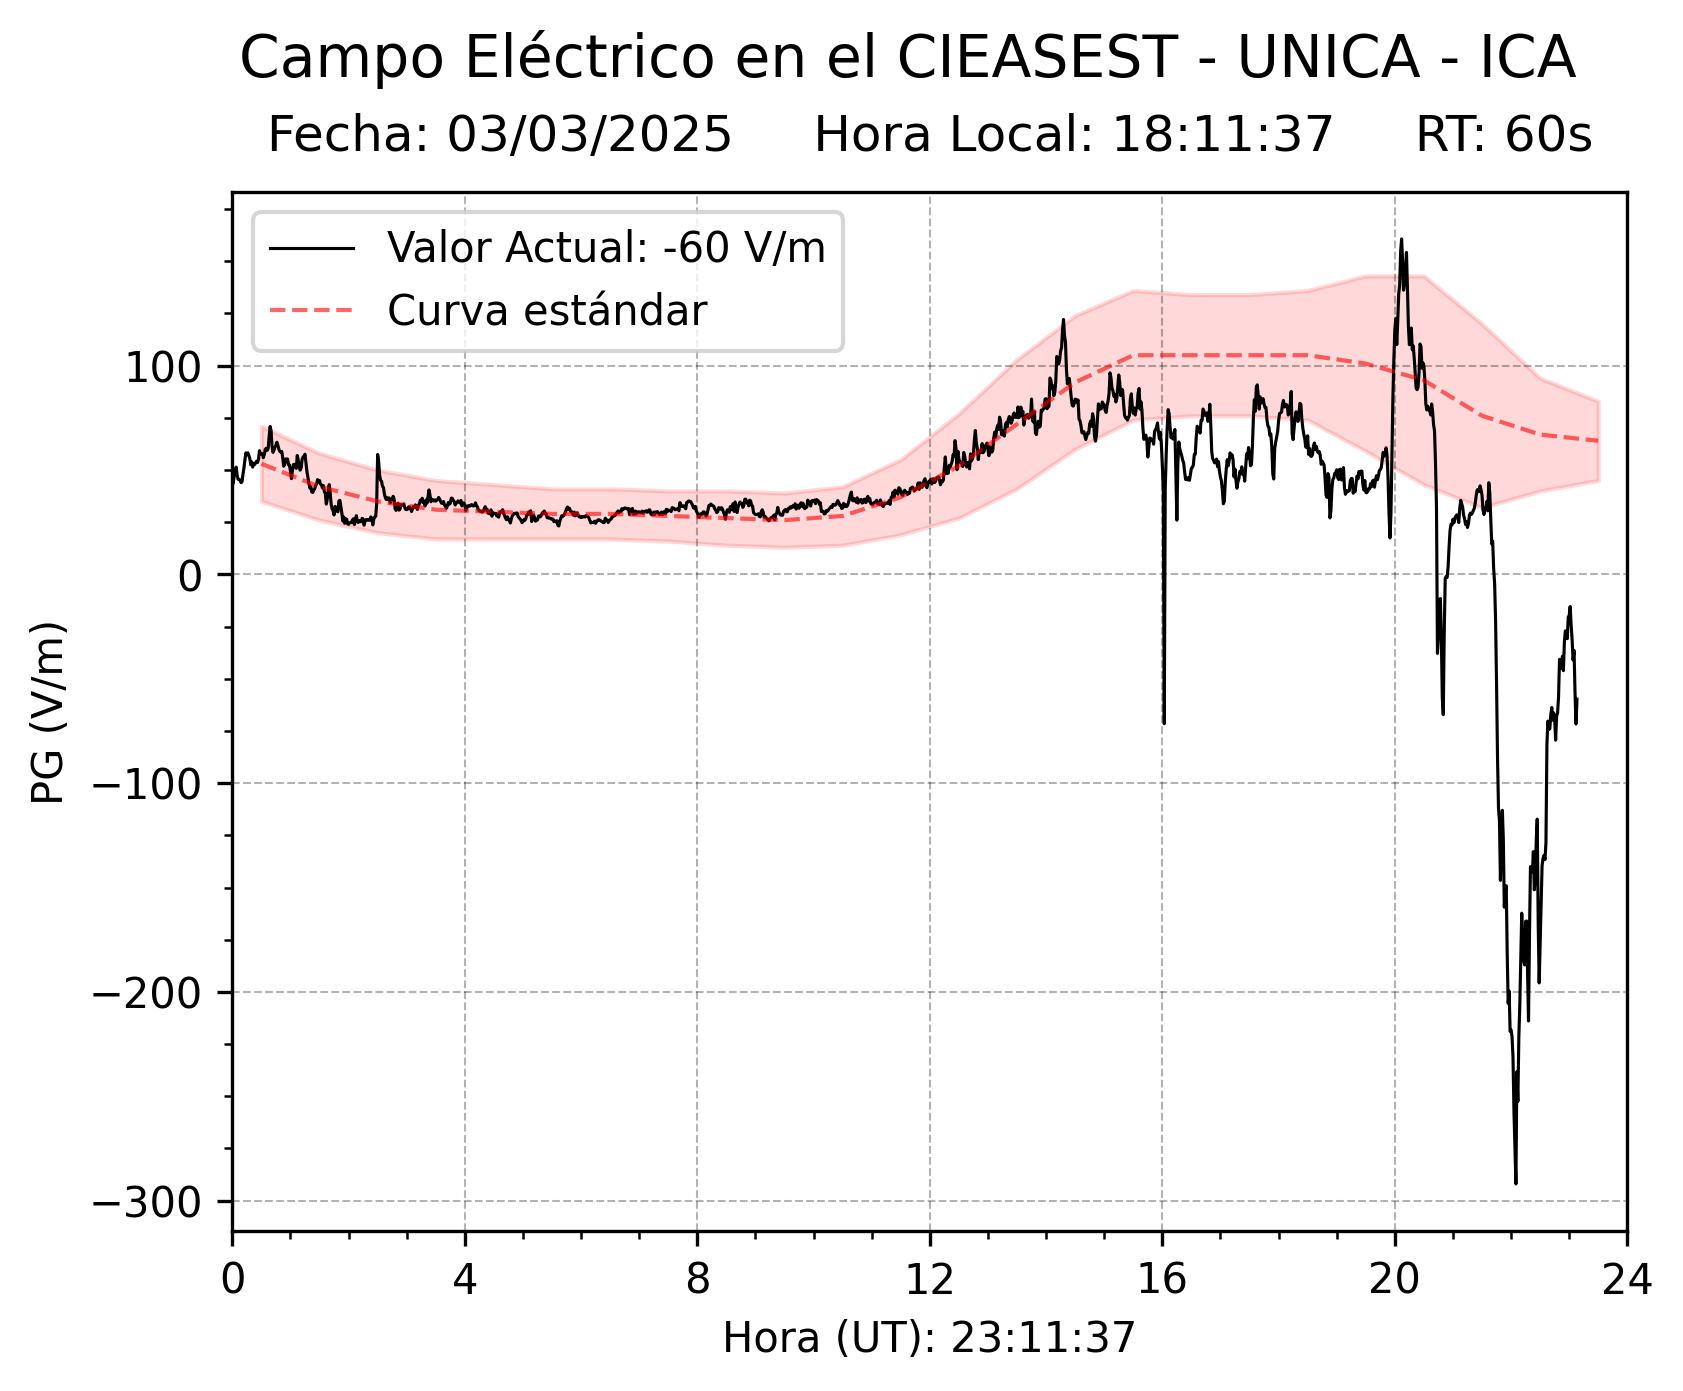 Campo Eléctrico en el CIEASEST - UNICA - ICA
Fecha: 03/03/2025 Hora Local: 18:11:37 RT: 60s
Valor Actual: -60 V/m
Curva estándar
100
0
−100
−200
−300
PG (V/m)
0 4 8 12 16 20 24
Hora (UT): 23:11:37